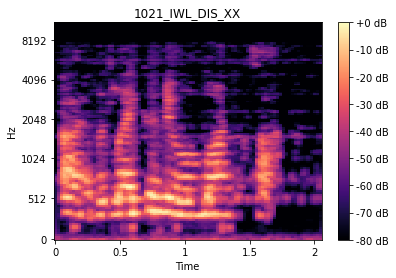 1021_IWL_DIS_XX
+0 dB
8192
-10 dB
4096
-20 dB
-30 dB
2048
Hz
-40 dB
1024
-50 dB
512
-60 dB
-70 dB
0
-80 dB
0
0.5
1
1.5
2
Time